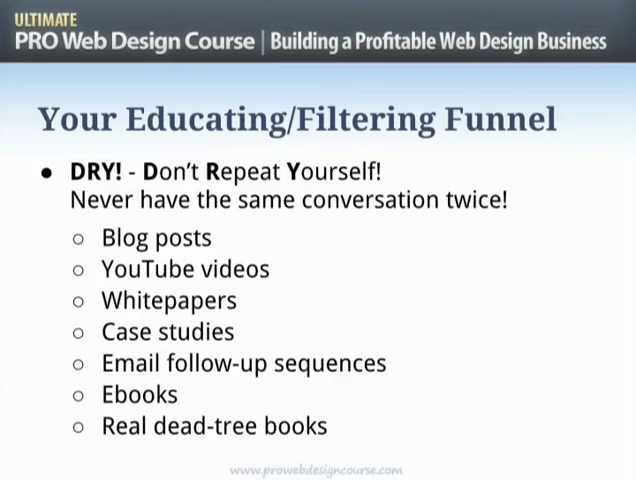 ULTIMATE
PRO Web Design Course | Building a Profitable Web Design Business
Your Educating/Filtering Funnel
● DRY! - Don't Repeat Yourself!
Never have the same conversation twice!
○ Blog posts
○ YouTube videos
○ Whitepapers
○ Case studies
○ Email follow-up sequences
○ Ebooks
○ Real dead-tree books
www.prowebdesigncourse.com